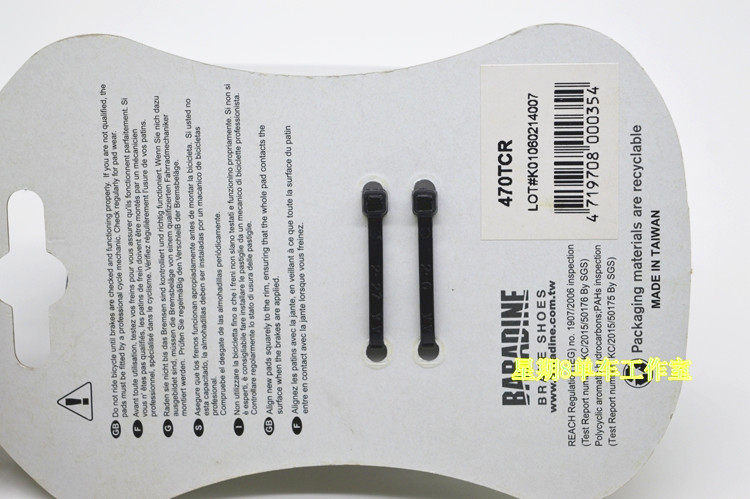 GB Do not ride bicycle until brakes are checked and functioning properly. If you are not qualified, the
pads must be fitted by a professional cycle mechanic. Check regularly for pad wear.
F Avant toute utilisation, testez vos freins pour vous assurer qu'ils fonctionnent parfaitement. Si
vous n'êtes pas qualifiés, les patins de frein doivent être montés par un mécanicien
professionnel, spécialisé dans le cyclisme. Vérifiez régulièrement l'usure de vos patins.
G Raden sie nicht bis das Bremsen sind kontrolliert und richtig functioniert. Wenn Sie nich dazu
ausgebildet sind, müssen die Bremsbeläge von einem qualifizierten Fahrradmechaniker
montiert werden. Prüfen Sie regelmäßig den Verschleiß der Bremsbeläge.
S Asegure que los frenos funcionan apropiadamente antes de montar la bicicleta. Si usted no
esta capacitado, la almohadillas deben ser instaladas por un macanico de bicicletas
profesional.
Compruebe el desgate de las almohadillas periódicamente.
I Non utilizzare la bicicletta fino a che i freni non siano testati e funzionino propriamente. Si non si
è esperti, é consigliabile fare installare le pastiglie da un mecanico di biciclette professionista.
Controllare regolarmente lo stato di usura delle pastiglie.
GB Align new pads squarely to the rim, ensuring that the whole pad contacts the
surface when the brakes are applied.
F Alignez les patins avec la jante, en veillant à ce que toute la surface du patin
entre en contact avec la jante lorsque vous freinez.
470TCR
LOT#K01080214007
4 719708 000354
BARADINE
BRAKE SHOES
www.baradine.com.tw
REACH Regulation (EC) no. 1907/2006 inspection
(Test Report number: KC/2015/50176 By SGS)
Polycyclic aromatic hydrocarbons:PAHs inspection
(Test Report number: KC/2015/50175 By SGS)
Packaging materials are recyclable
MADE IN TAIWAN
星期8单车工作室